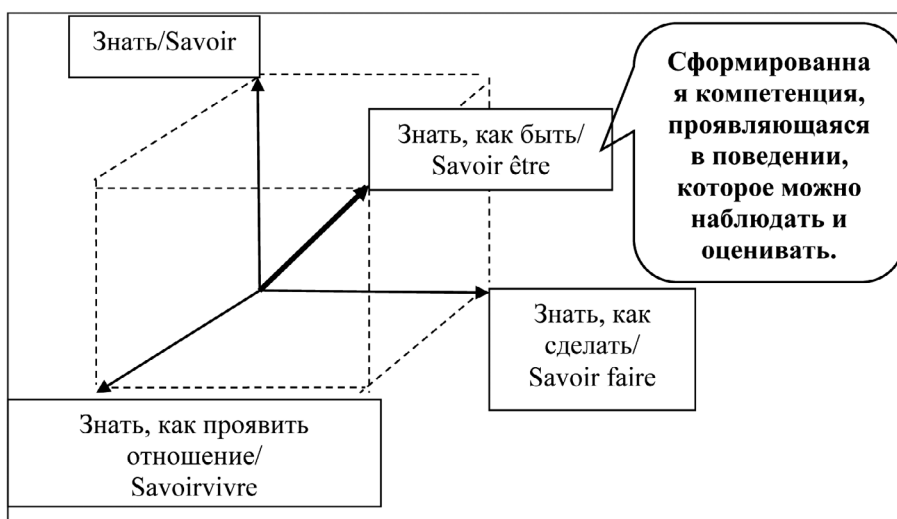 Знать/Savoir
Знать, как быть/
Savoir être
Сформированна
я компетенция,
проявляющаяся
в поведении,
которое можно
наблюдать и
оценивать.
Знать, как
сделать/
Savoir faire
Знать, как проявить
отношение/
Savoirvivre